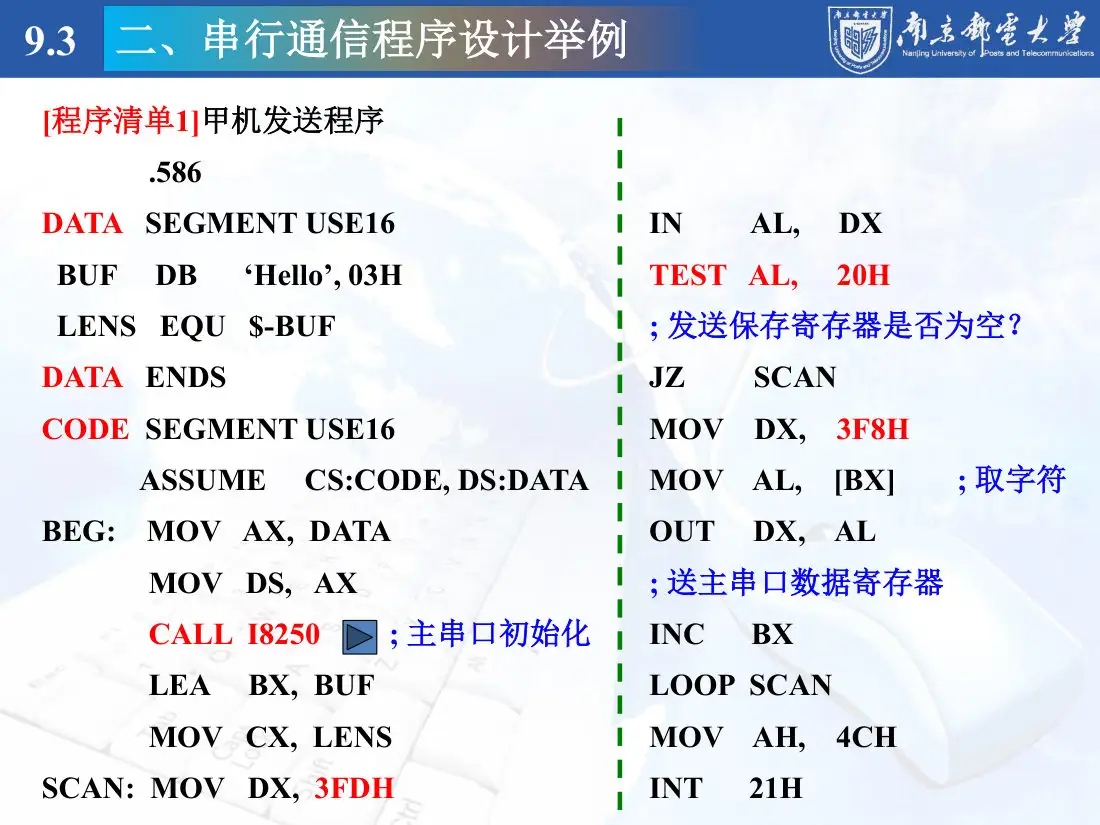 9.3 二、串行通信程序设计举例
南京邮电大学
Nanjing University of Posts and Telecommunications
[程序清单1]甲机发送程序
.586
DATA SEGMENT USE16
BUF DB ‘Hello’, 03H
LENS EQU $-BUF
DATA ENDS
CODE SEGMENT USE16
ASSUME CS:CODE, DS:DATA
BEG: MOV AX, DATA
MOV DS, AX
CALL I8250 ; 主串口初始化
LEA BX, BUF
MOV CX, LENS
SCAN: MOV DX, 3FDH
IN AL, DX
TEST AL, 20H
; 发送保存寄存器是否为空？
JZ SCAN
MOV DX, 3F8H
MOV AL, [BX] ; 取字符
OUT DX, AL
; 送主串口数据寄存器
INC BX
LOOP SCAN
MOV AH, 4CH
INT 21H